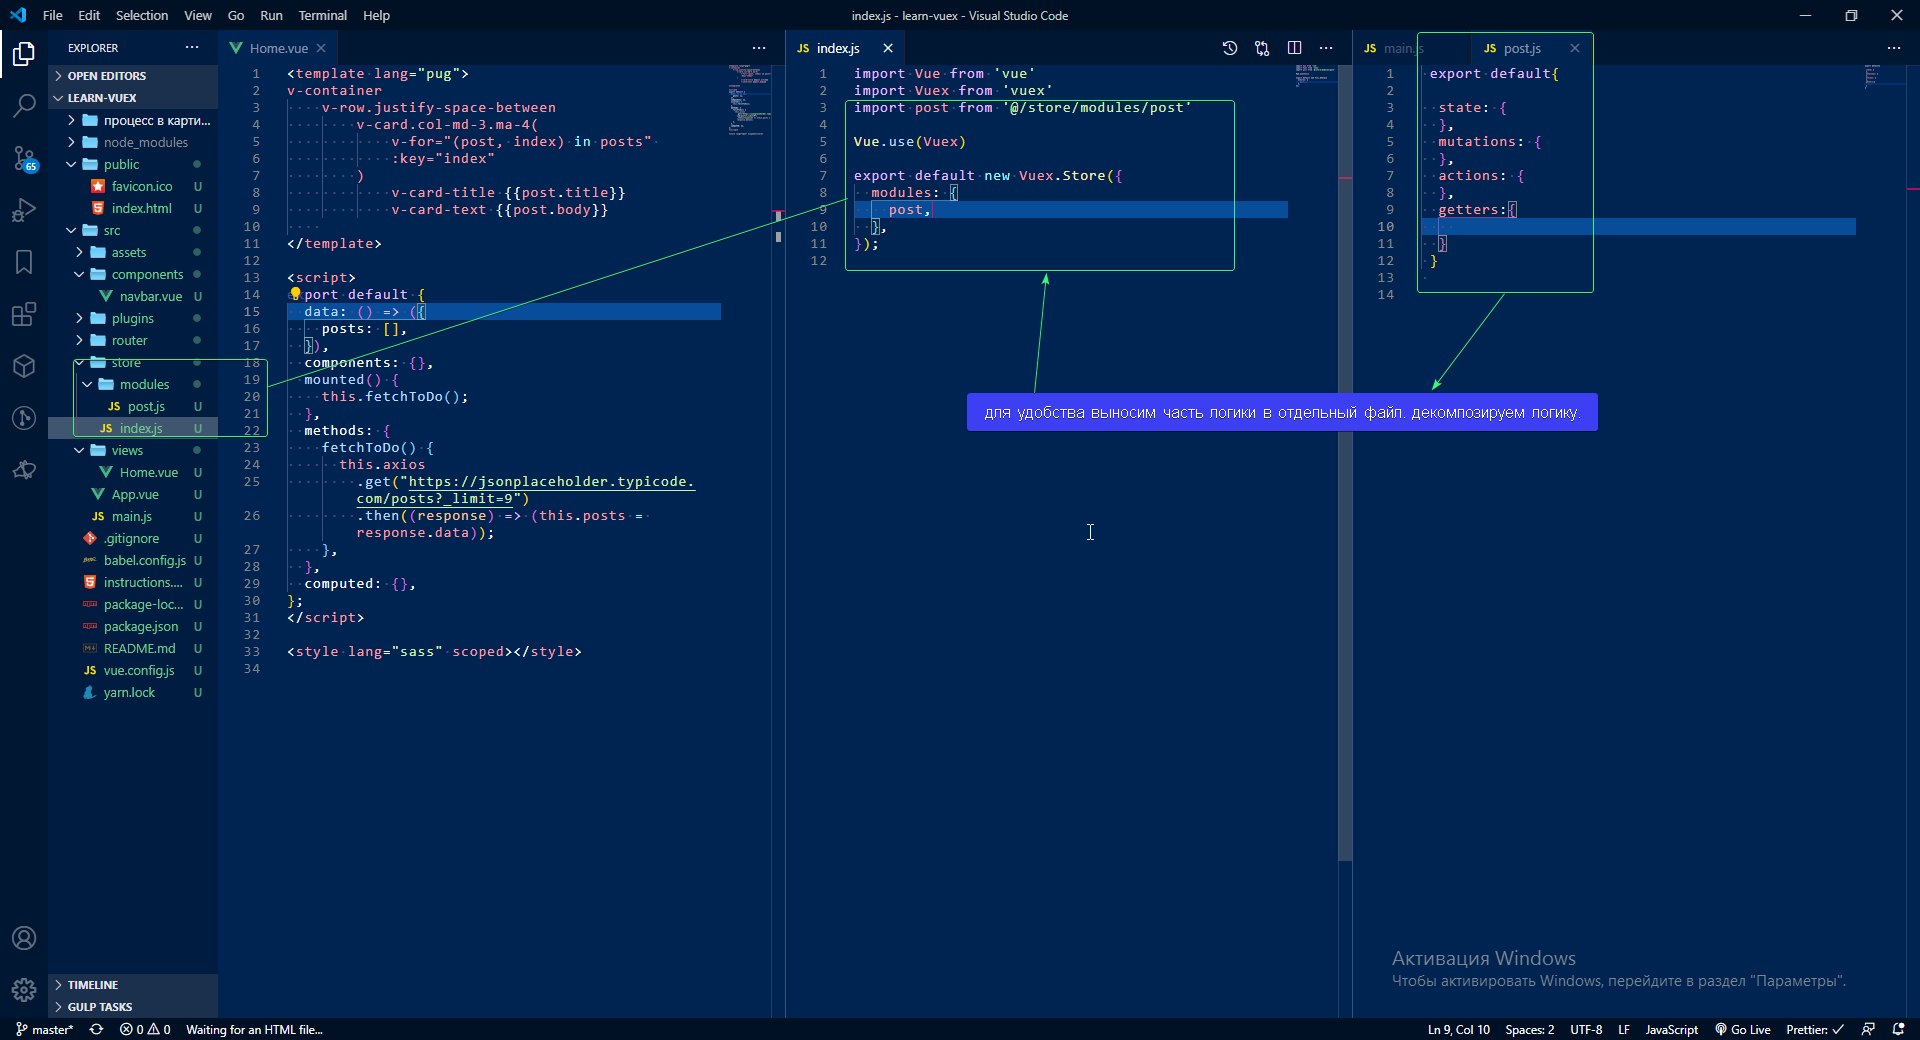 File Edit Selection View Go Run Terminal Help
index.js - learn-vuex - Visual Studio Code
EXPLORER
OPEN EDITORS
LEARN-VUEX
процесс в карти...
node_modules
public
favicon.ico U
index.html U
src
assets
components
navbar.vue U
plugins
router
store
modules
post.js U
index.js U
views
Home.vue U
App.vue U
JS main.js U
.gitignore U
babel.config.js U
instructions.... U
package-loc... U
package.json U
README.md U
JS vue.config.js U
yarn.lock U
65
TIMELINE
GULP TASKS
Home.vue
1 <template lang="pug">
2 v-container
3 v-row.justify-space-between
4 v-card.col-md-3.ma-4(
5 v-for="(post, index) in posts"
6 :key="index"
7 )
8 v-card-title {{post.title}}
9 v-card-text {{post.body}}
10
11 </template>
12
13 <script>
14 port default {
15 data: () => ({
16 posts: [],
17 }),
18 components: {},
19 mounted() {
20 this.fetchToDo();
21 },
22 methods: {
23 fetchToDo() {
24 this.axios
25 .get("https://jsonplaceholder.typicode.
com/posts?_limit=9")
26 .then((response) => (this.posts =
response.data));
27 },
28 },
29 computed: {},
30 };
31 </script>
32
33 <style lang="sass" scoped></style>
34
JS index.js
1 import Vue from 'vue'
2 import Vuex from 'vuex'
3 import post from '@/store/modules/post'
4
5 Vue.use(Vuex)
6
7 export default new Vuex.Store({
8 modules: {
9 post,
10 },
11 });
12
JS main.js
JS post.js
1 export default{
2
3 state: {
4 },
5 mutations: {
6 },
7 actions: {
8 },
9 getters:{
10
11 }
12 }
13
14
для удобства выносим часть логики в отдельный файл. декомпозируем логику.
Активация Windows
Чтобы активировать Windows, перейдите в раздел "Параметры".
master* 0 0 Waiting for an HTML file...
Ln 9, Col 10 Spaces: 2 UTF-8 LF JavaScript Go Live Prettier: ✓